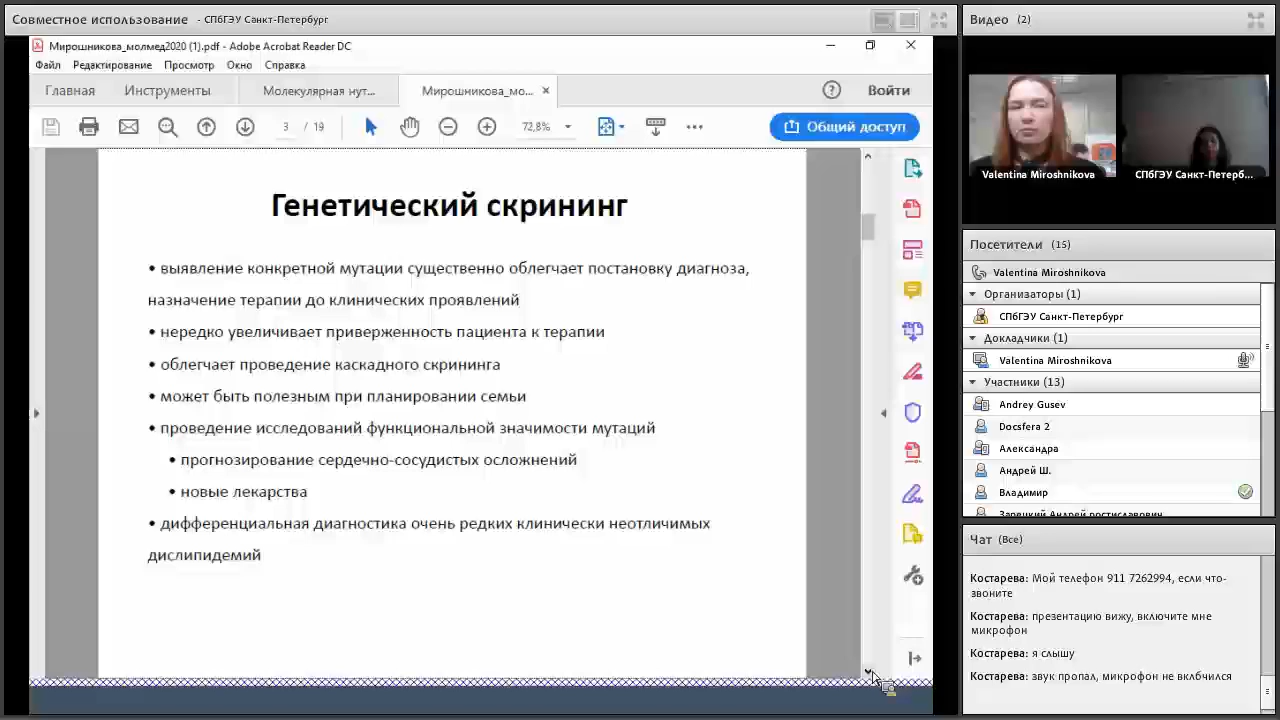 Совместное использование - СПбГЭУ Санкт-Петербург
Мирошникова_молмед2020 (1).pdf - Adobe Acrobat Reader DC
Файл Редактирование Просмотр Окно Справка
Главная Инструменты Молекулярная нут... Мирошникова_мо... × Войти
3 / 19 72,8% Общий доступ
Генетический скрининг
• выявление конкретной мутации существенно облегчает постановку диагноза,
назначение терапии до клинических проявлений
• нередко увеличивает приверженность пациента к терапии
• облегчает проведение каскадного скрининга
• может быть полезным при планировании семьи
• проведение исследований функциональной значимости мутаций
• прогнозирование сердечно-сосудистых осложнений
• новые лекарства
• дифференциальная диагностика очень редких клинически неотличимых
дислипидемий
Видео (2)
Valentina Miroshnikova СПбГЭУ Санкт-Петерб...
Посетители (15)
Valentina Miroshnikova
Организаторы (1)
СПбГЭУ Санкт-Петербург
Докладчики (1)
Valentina Miroshnikova
Участники (13)
Andrey Gusev
Docsfera 2
Александра
Андрей Ш.
Владимир
Зарецкий Андрей ростиславович
Чат (Все)
Костарева: Мой телефон 911 7262994, если что-
звоните
Костарева: презентацию вижу, включите мне
микрофон
Костарева: я слышу
Костарева: звук пропал, микрофон не вклбчился